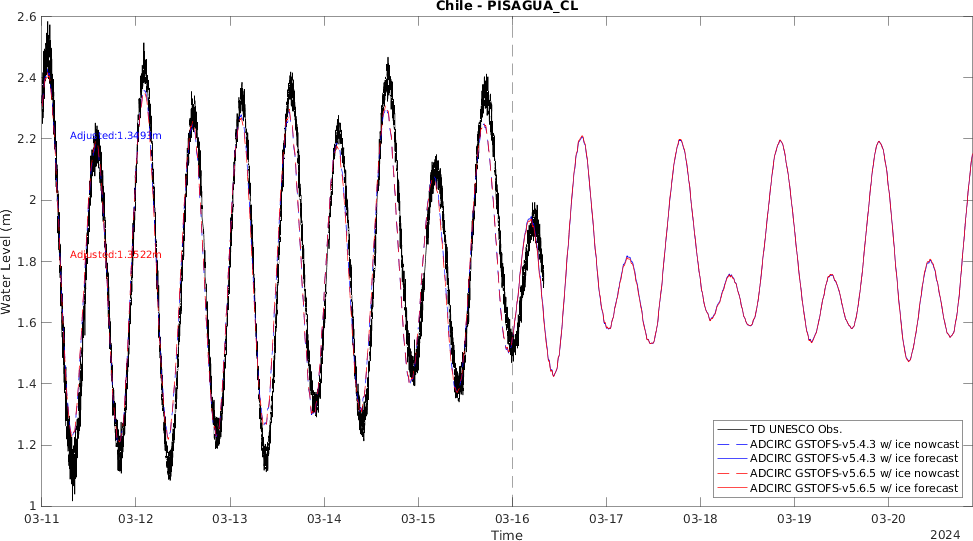 Chile - PISAGUA_CL
2.6
2.4
2.2
2
1.8
1.6
1.4
1.2
1
Water Level (m)
Adjusted:1.3493m
Adjusted:1.3522m
TD UNESCO Obs.
ADCIRC GSTOFS-v5.4.3 w/ ice nowcast
ADCIRC GSTOFS-v5.4.3 w/ ice forecast
ADCIRC GSTOFS-v5.6.5 w/ ice nowcast
ADCIRC GSTOFS-v5.6.5 w/ ice forecast
03-11 03-12 03-13 03-14 03-15 03-16 03-17 03-18 03-19 03-20
Time
2024